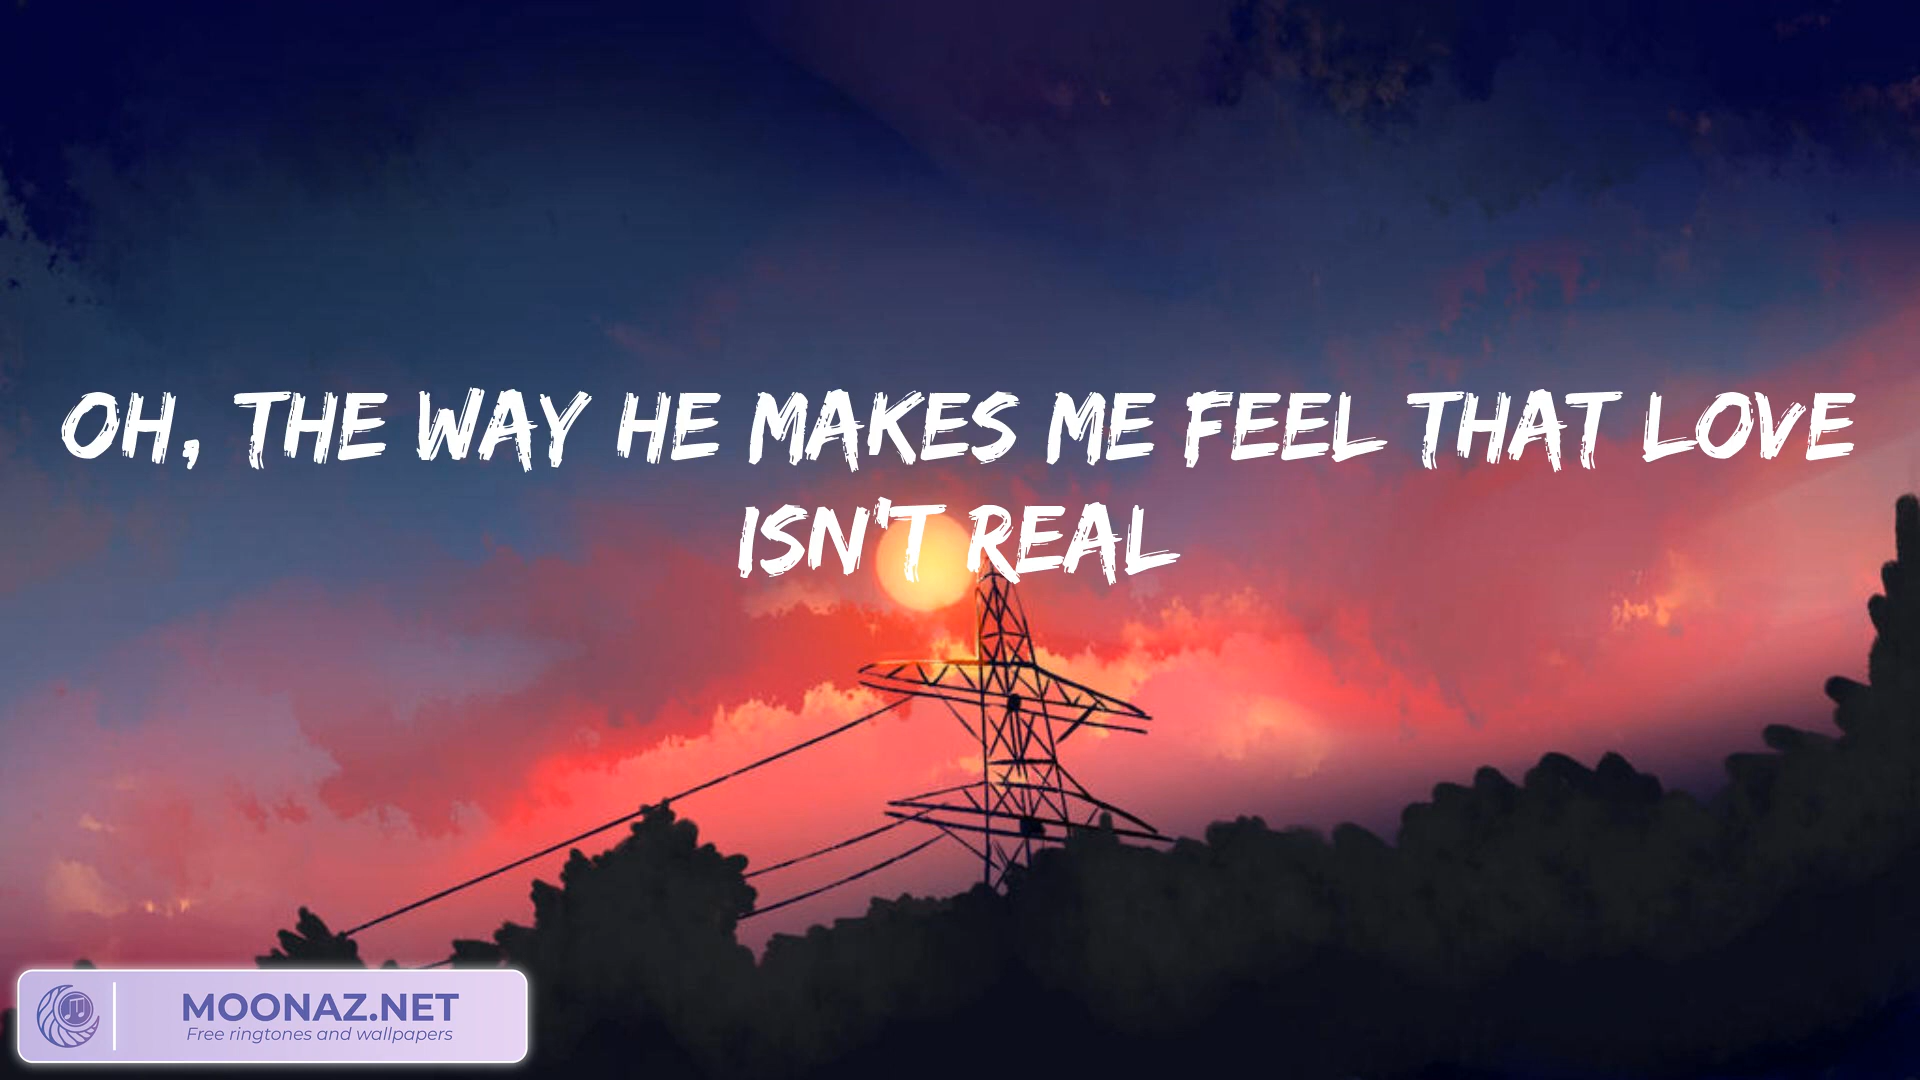 OH, THE WAY HE MAKES ME FEEL THAT LOVE
ISN'T REAL
MOONAZ.NET
Free ringtones and wallpapers